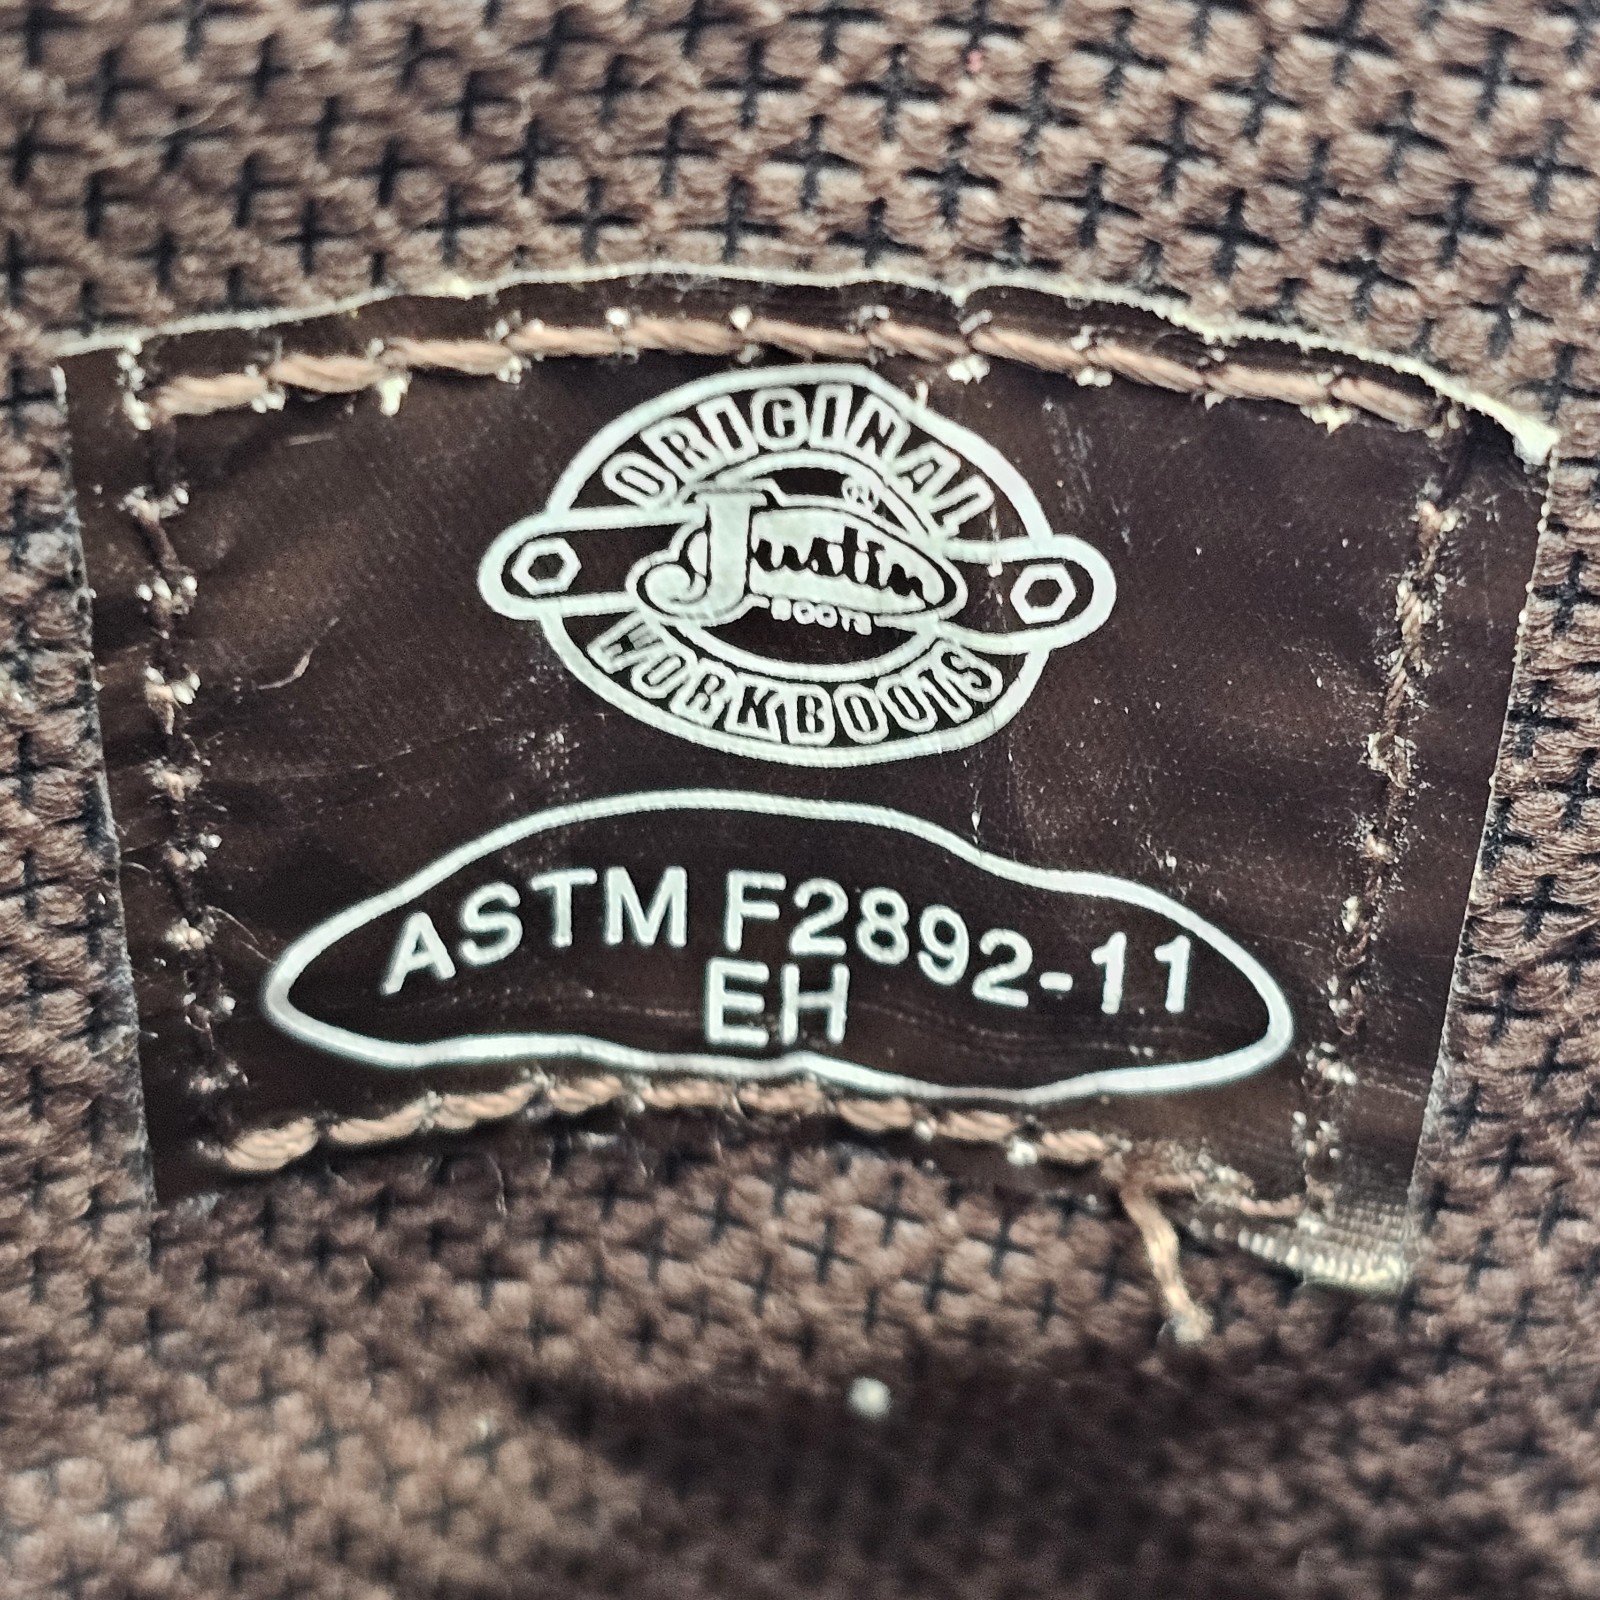 ORIGINAL
Justin®
BOOTS
WORKBOOTS
ASTM F2892-11
EH